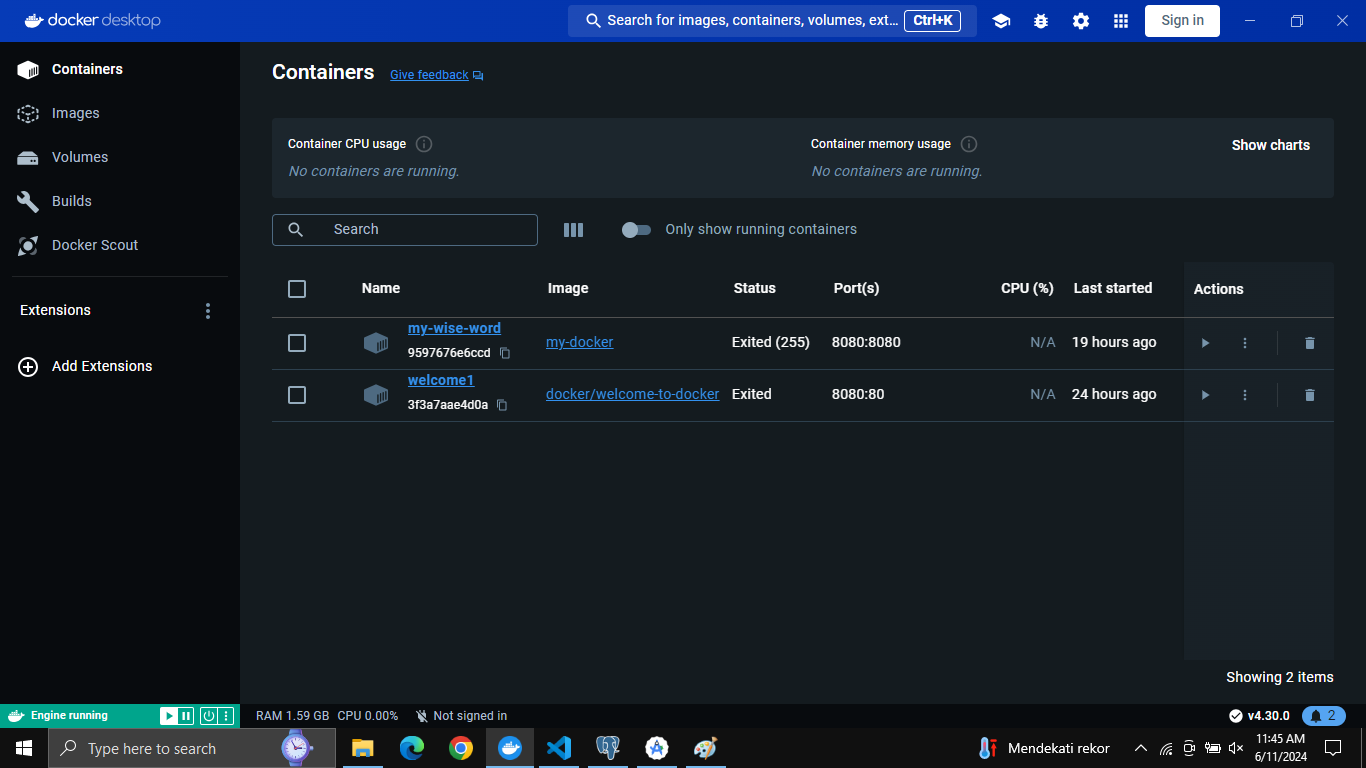 docker desktop
Search for images, containers, volumes, ext... Ctrl+K
Sign in
Containers
Images
Volumes
Builds
Docker Scout
Extensions
Add Extensions
Containers Give feedback
Container CPU usage
No containers are running.
Container memory usage
No containers are running.
Show charts
Search
Only show running containers
Name Image Status Port(s) CPU (%) Last started Actions
my-wise-word
9597676e6ccd
my-docker Exited (255) 8080:8080 N/A 19 hours ago
welcome1
3f3a7aae4d0a
docker/welcome-to-docker Exited 8080:80 N/A 24 hours ago
Showing 2 items
Engine running
RAM 1.59 GB CPU 0.00% Not signed in
v4.30.0 2
Type here to search
Mendekati rekor
11:45 AM
6/11/2024